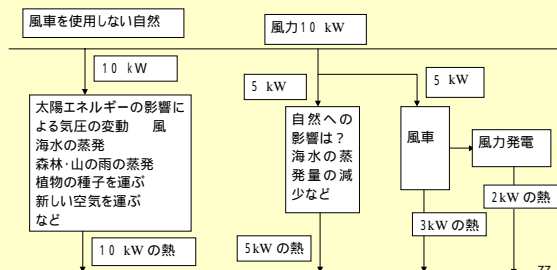 風車を使用しない自然
風力10 kW
10 kW
5 kW
5 kW
太陽エネルギーの影響に
よる気圧の変動 風
海水の蒸発
森林・山の雨の蒸発
植物の種子を運ぶ
新しい空気を運ぶ
など
自然への
影響は?
海水の蒸
発量の減
少など
風車
風力発電
2kWの熱
3kWの熱
10 kWの熱
5kWの熱
77